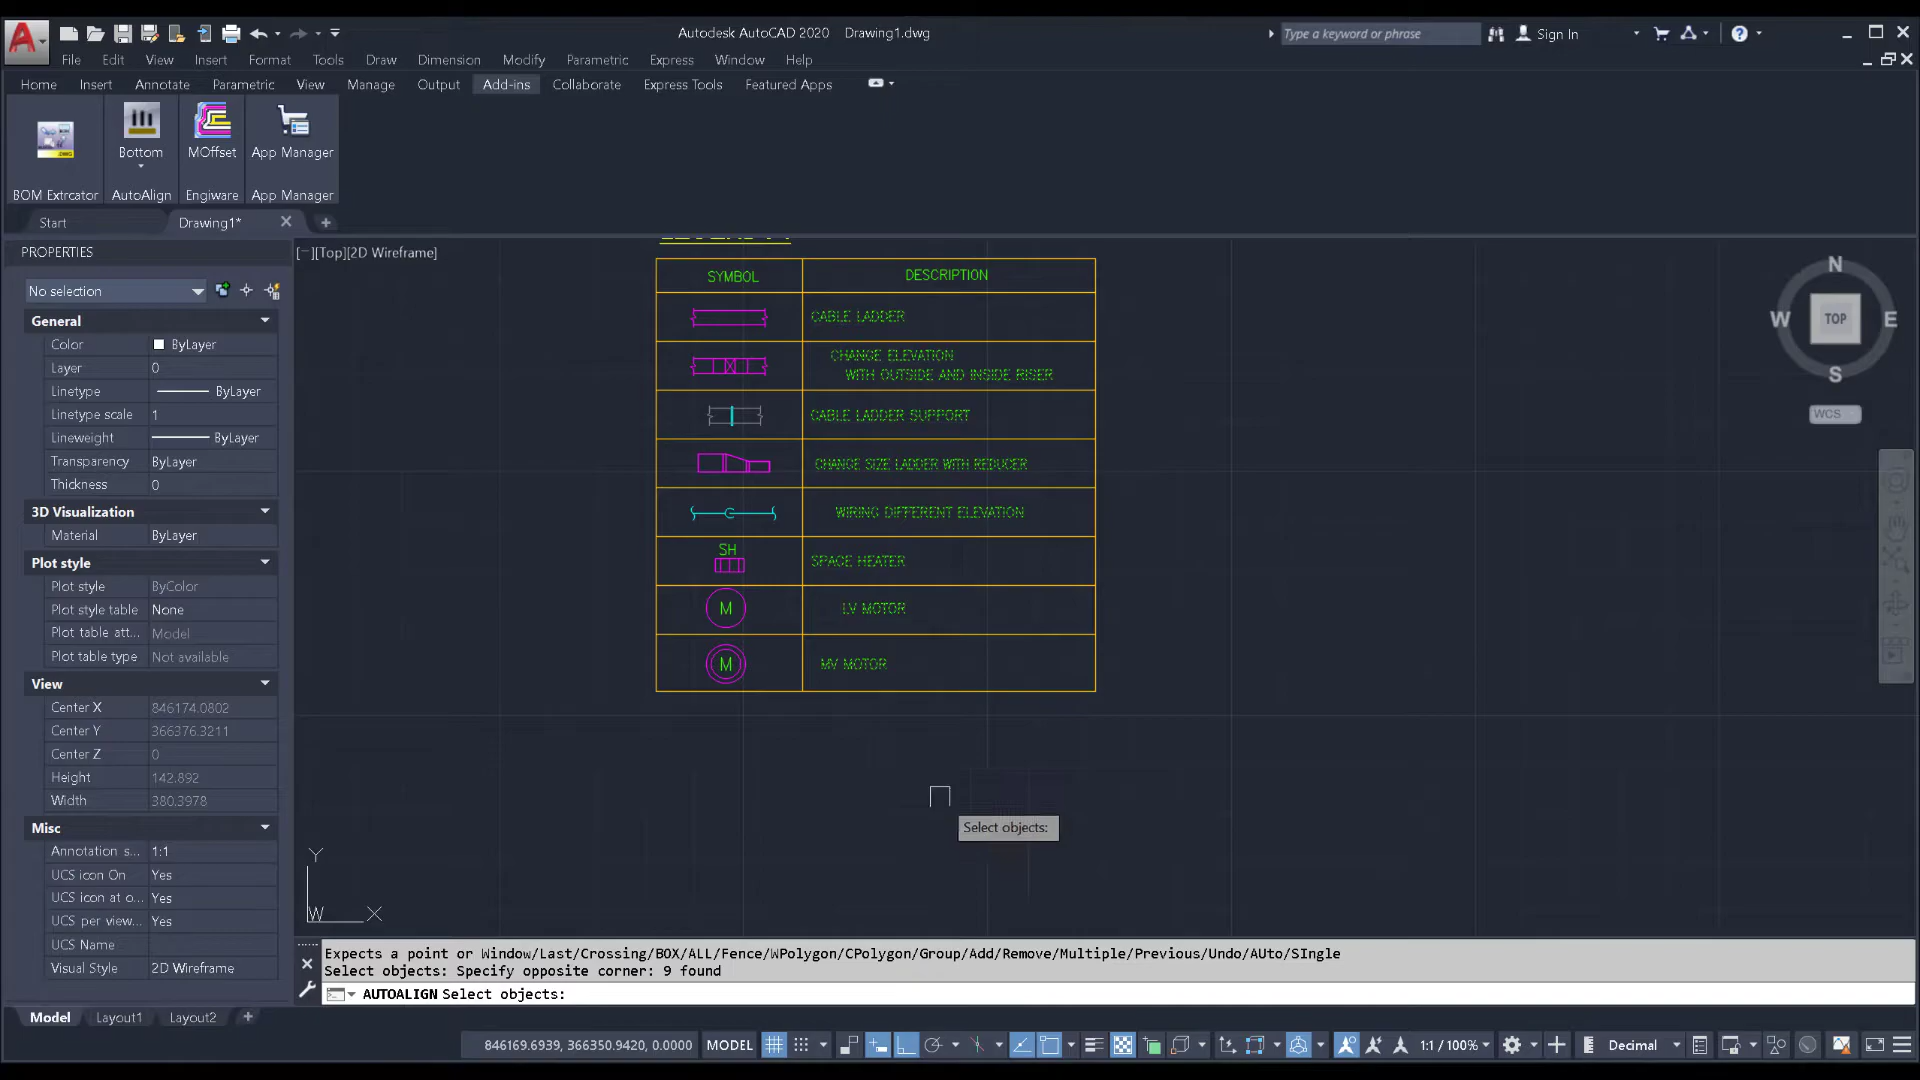 Autodesk AutoCAD 2020 Drawing1.dwg
Type a keyword or phrase
Sign In
File Edit View Insert Format Tools Draw Dimension Modify Parametric Express Window Help
Home Insert Annotate Parametric View Manage Output Add-ins Collaborate Express Tools Featured Apps
Bottom MOffset App Manager
BOM Extrcator AutoAlign Engiware App Manager
Start Drawing1*
PROPERTIES
No selection
General
Color ByLayer
Layer 0
Linetype ByLayer
Linetype scale 1
Lineweight ByLayer
Transparency ByLayer
Thickness 0
3D Visualization
Material ByLayer
Plot style
Plot style ByColor
Plot style table None
Plot table att... Model
Plot table type Not available
View
Center X 846174.0802
Center Y 366376.3211
Center Z 0
Height 142.892
Width 380.3978
Misc
Annotation s... 1:1
UCS icon On Yes
UCS icon at o... Yes
UCS per view... Yes
UCS Name
Visual Style 2D Wireframe
[−][Top][2D Wireframe]
SYMBOL DESCRIPTION
CABLE LADDER
CHANGE ELEVATION
WITH OUTSIDE AND INSIDE RISER
CABLE LADDER SUPPORT
CHANGE SIZE LADDER WITH REDUCER
WIRING DIFFERENT ELEVATION
SH
SPACE HEATER
M LV MOTOR
M MV MOTOR
N
W TOP E
S
WCS
Select objects:
Y
W X
Expects a point or Window/Last/Crossing/BOX/ALL/Fence/WPolygon/CPolygon/Group/Add/Remove/Multiple/Previous/Undo/AUto/SIngle
Select objects: Specify opposite corner: 9 found
AUTOALIGN Select objects:
Model Layout1 Layout2
846169.6939, 366350.9420, 0.0000 MODEL 1:1 / 100% Decimal